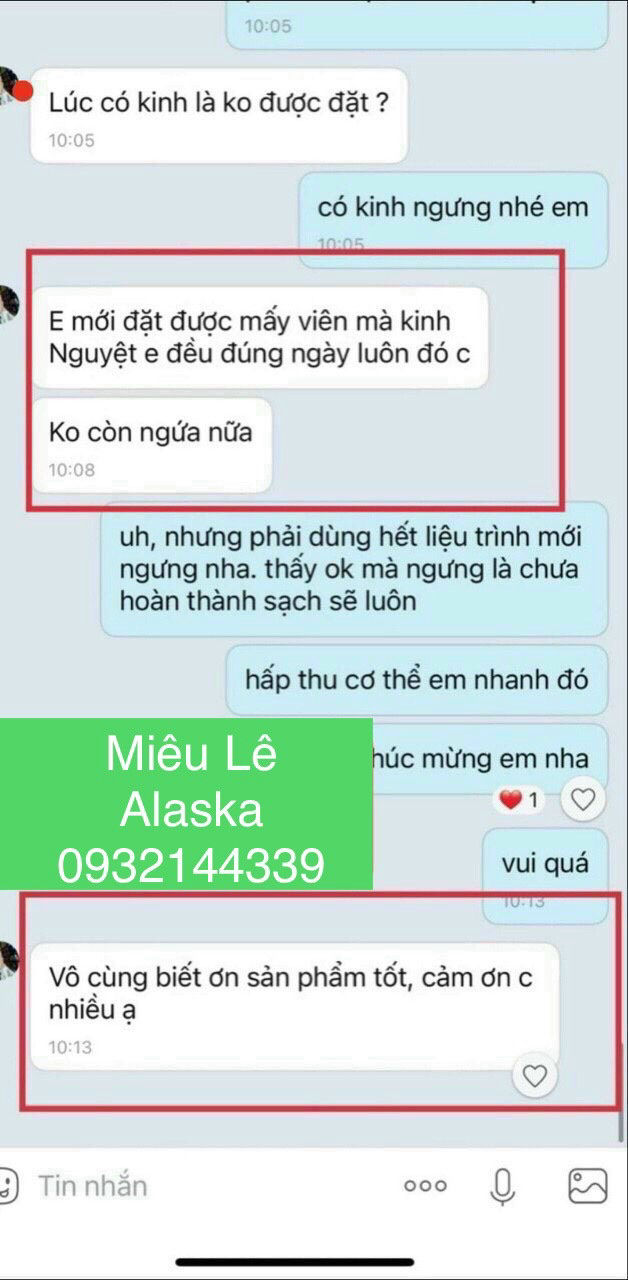 10:05
Lúc có kinh là ko được đặt ?
10:05
có kinh ngưng nhé em
10:05
E mới đặt được mấy viên mà kinh
Nguyệt e đều đúng ngày luôn đó c
Ko còn ngứa nữa
10:08
uh, nhưng phải dùng hết liệu trình mới
ngưng nha. thấy ok mà ngưng là chưa
hoàn thành sạch sẽ luôn
hấp thu cơ thể em nhanh đó
húc mừng em nha
1
Miêu Lê
Alaska
0932144339
vui quá
10:13
Vô cùng biết ơn sản phẩm tốt, cảm ơn c
nhiều ạ
10:13
Tin nhắn